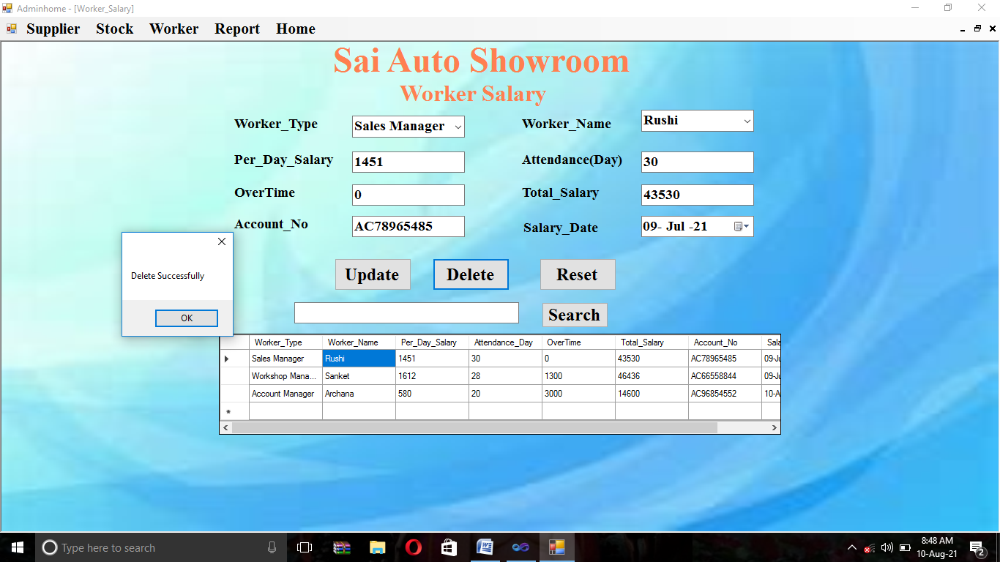 Adminhome - [Worker_Salary]
Supplier Stock Worker Report Home
Sai Auto Showroom
Worker Salary
Worker_Type Sales Manager Worker_Name Rushi
Per_Day_Salary 1451 Attendance(Day) 30
OverTime 0 Total_Salary 43530
Account_No AC78965485 Salary_Date 09- Jul -21
Delete Successfully
OK
Update Delete Reset
Search
Worker_Type Worker_Name Per_Day_Salary Attendance_Day OverTime Total_Salary Account_No Sala
Sales Manager Rushi 1451 30 0 43530 AC78965485 09-Ju
Workshop Mana... Sanket 1612 28 1300 46436 AC66558844 09-Ju
Account Manager Archana 580 20 3000 14600 AC96854552 10-A
Type here to search
8:48 AM
10-Aug-21
2